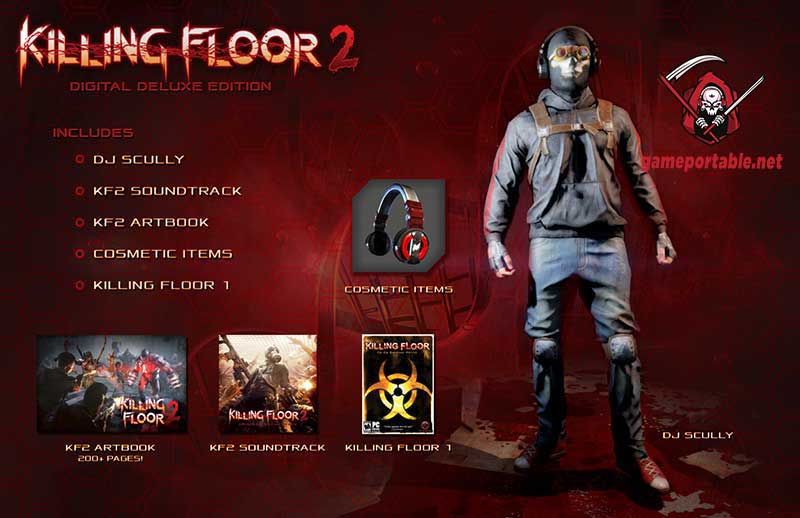 KILLING FLOOR 2
DIGITAL DELUXE EDITION
INCLUDES
DJ SCULLY
KF2 SOUNDTRACK
KF2 ARTBOOK
COSMETIC ITEMS
KILLING FLOOR 1
COSMETIC ITEMS
gameportable.net
KILLING FLOOR 2
KF2 ARTBOOK
200+ PAGES!
KILLING FLOOR 2
KF2 SOUNDTRACK
KILLING FLOOR
PC
KILLING FLOOR 1
DJ SCULLY